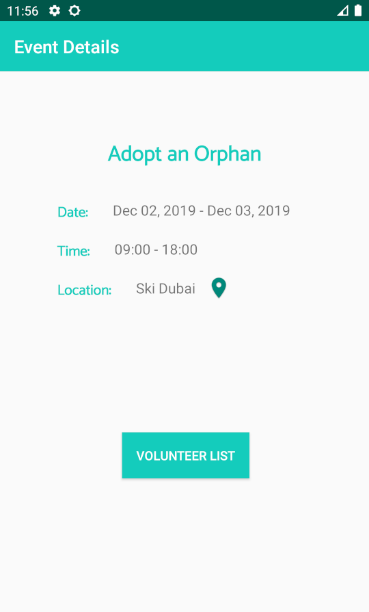 11:56
Event Details
Adopt an Orphan
Date: Dec 02, 2019 - Dec 03, 2019
Time: 09:00 - 18:00
Location: Ski Dubai
VOLUNTEER LIST